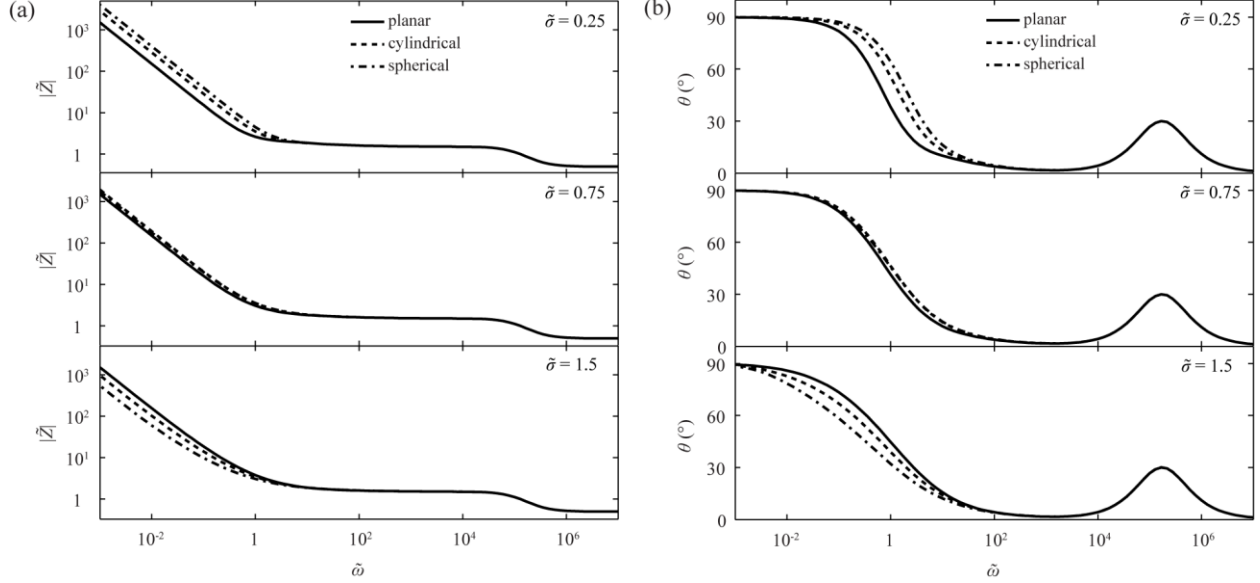 (a)
planar
cylindrical
spherical
σ̃ = 0.25
10³
10²
10¹
1
|Z̃|
σ̃ = 0.75
10³
10²
10¹
1
|Z̃|
σ̃ = 1.5
10³
10²
10¹
1
|Z̃|
10⁻² 1 10² 10⁴ 10⁶
ω̃
(b)
planar
cylindrical
spherical
σ̃ = 0.25
90
60
30
0
θ (°)
σ̃ = 0.75
90
60
30
0
θ (°)
σ̃ = 1.5
90
60
30
0
θ (°)
10⁻² 1 10² 10⁴ 10⁶
ω̃